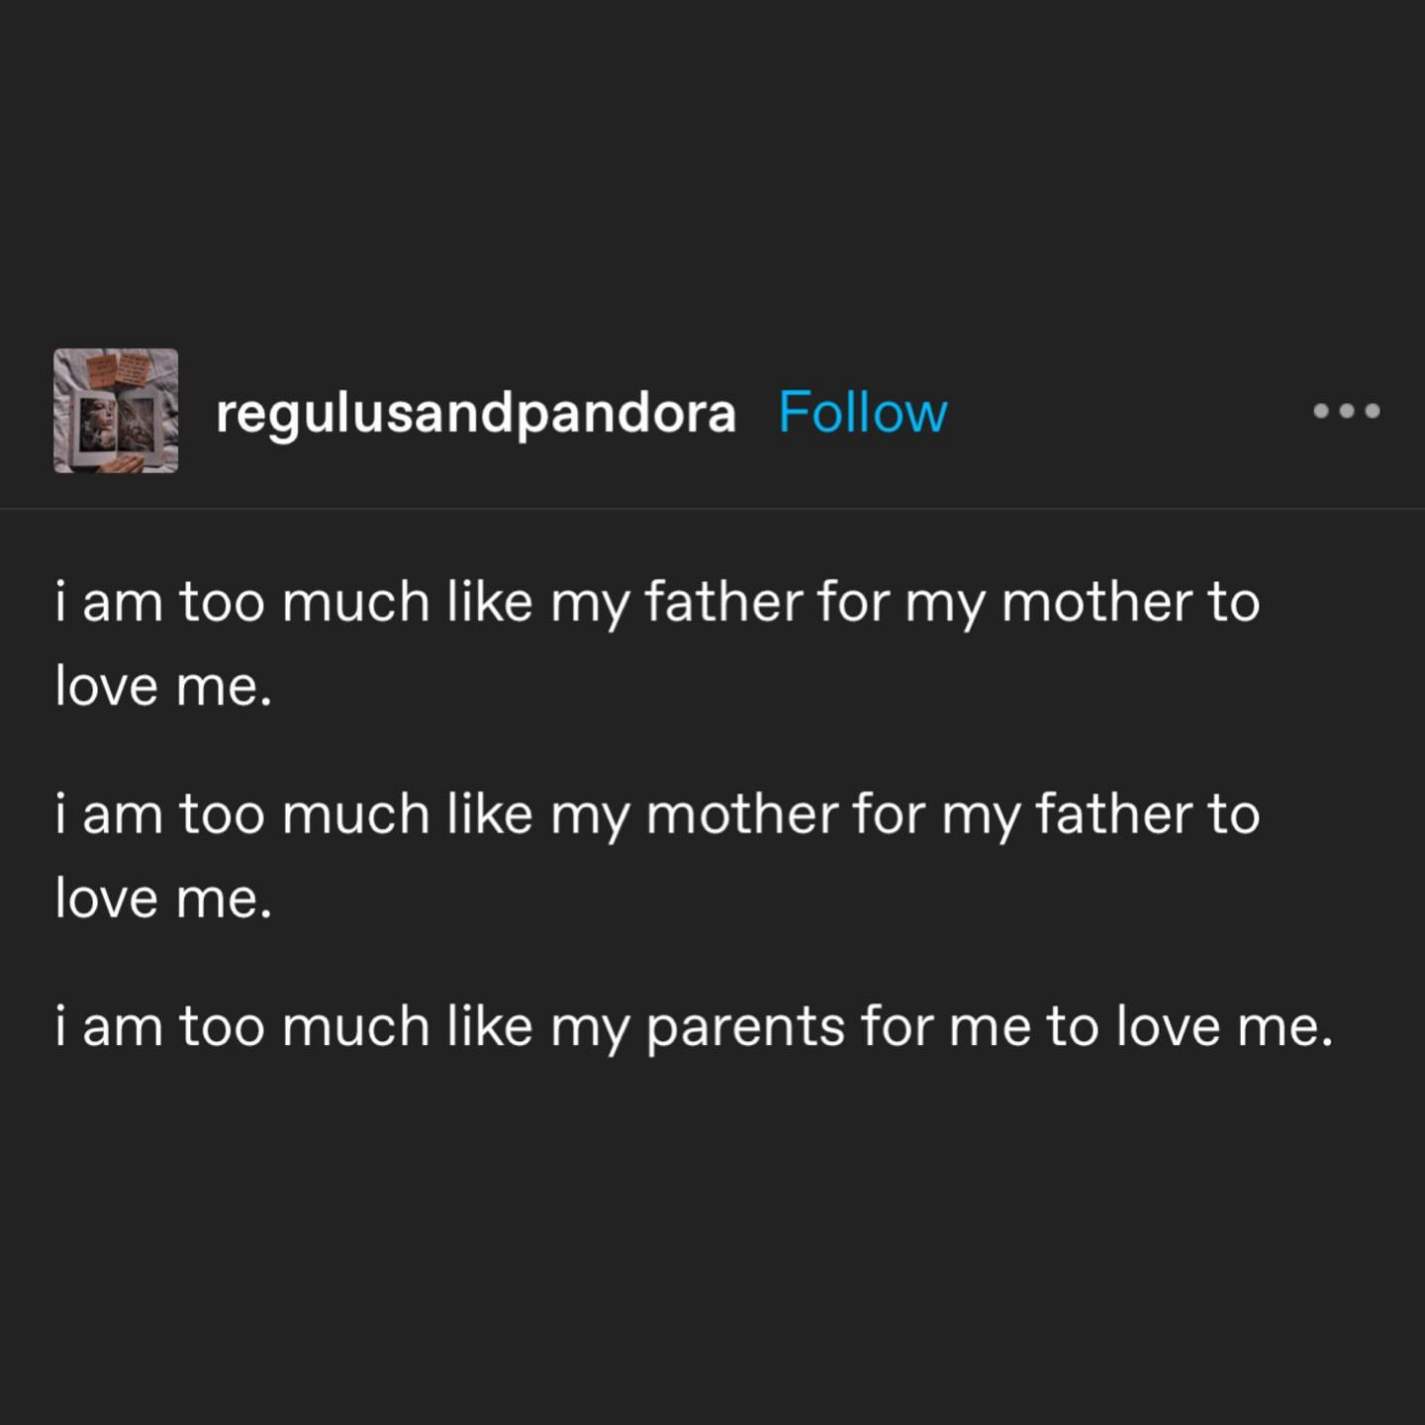 regulusandpandora Follow
i am too much like my father for my mother to
love me.
i am too much like my mother for my father to
love me.
i am too much like my parents for me to love me.